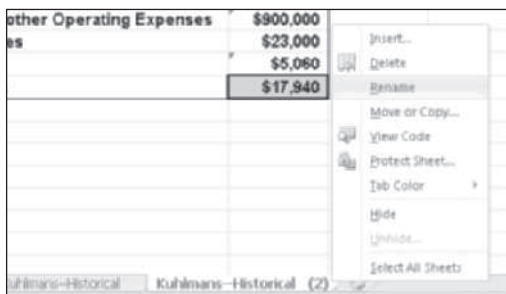 other Operating Expenses $900,000
es $23,000
$5,060
$17,940
Insert...
Delete
Rename
Move or Copy...
View Code
Protect Sheet...
Tab Color
Hide
Unhide...
Select All Sheets
Kuhlmans–Historical Kuhlmans–Historical (2)